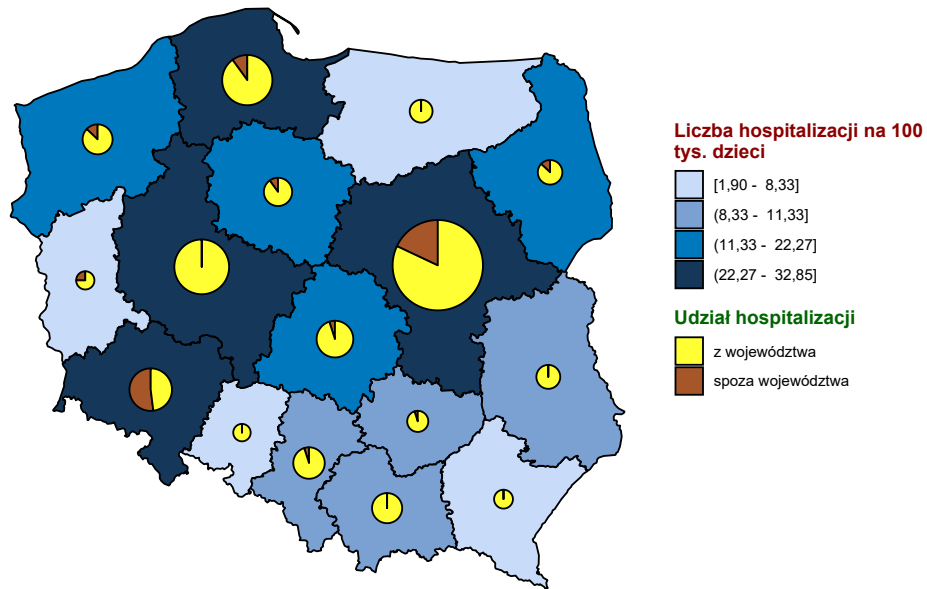 Liczba hospitalizacji na 100
tys. dzieci
[1,90 - 8,33]
(8,33 - 11,33]
(11,33 - 22,27]
(22,27 - 32,85]
Udział hospitalizacji
z województwa
spoza województwa